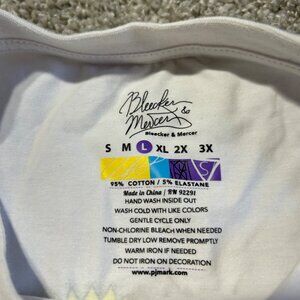 Bleecker &
Mercer
Bleecker & Mercer
S M L XL 2X 3X
95% COTTON / 5% ELASTANE
Made in China / RN 92291
HAND WASH INSIDE OUT
WASH COLD WITH LIKE COLORS
GENTLE CYCLE ONLY
NON-CHLORINE BLEACH WHEN NEEDED
TUMBLE DRY LOW REMOVE PROMPTLY
WARM IRON IF NEEDED
DO NOT IRON ON DECORATION
www.pjmark.com